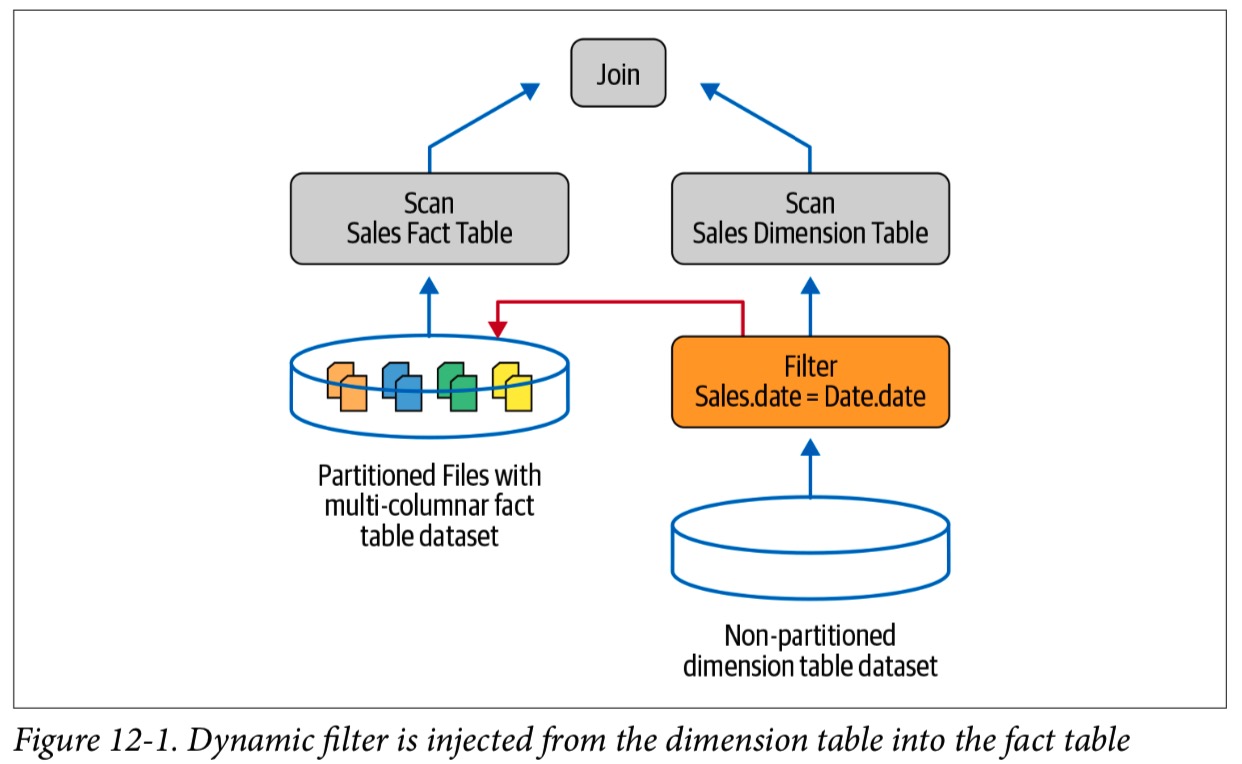 Join
Scan
Sales Fact Table
Scan
Sales Dimension Table
Filter
Sales.date = Date.date
Partitioned Files with
multi-columnar fact
table dataset
Non-partitioned
dimension table dataset
Figure 12-1. Dynamic filter is injected from the dimension table into the fact table